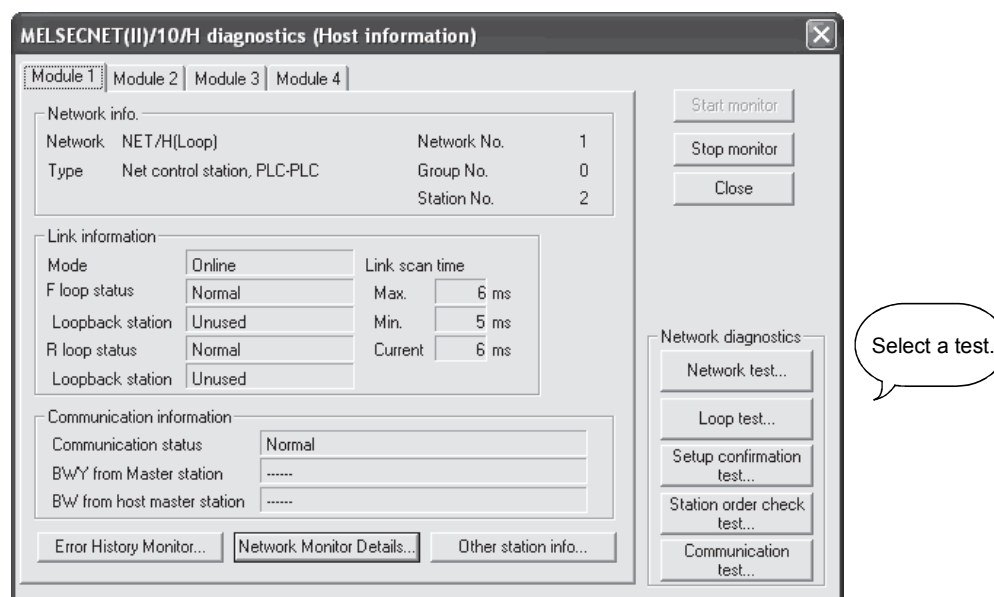 MELSECNET(II)/10/H diagnostics (Host information)
Module 1 Module 2 Module 3 Module 4
Network info.
Network NET/H(Loop) Network No. 1
Type Net control station, PLC-PLC Group No. 0
Station No. 2
Link information
Mode Online Link scan time
F loop status Normal Max. 6 ms
Loopback station Unused Min. 5 ms
R loop status Normal Current 6 ms
Loopback station Unused
Communication information
Communication status Normal
BWY from Master station ------
BW from host master station ------
Error History Monitor... Network Monitor Details... Other station info...
Start monitor
Stop monitor
Close
Network diagnostics
Network test...
Loop test...
Setup confirmation
test...
Station order check
test...
Communication
test...
Select a test.